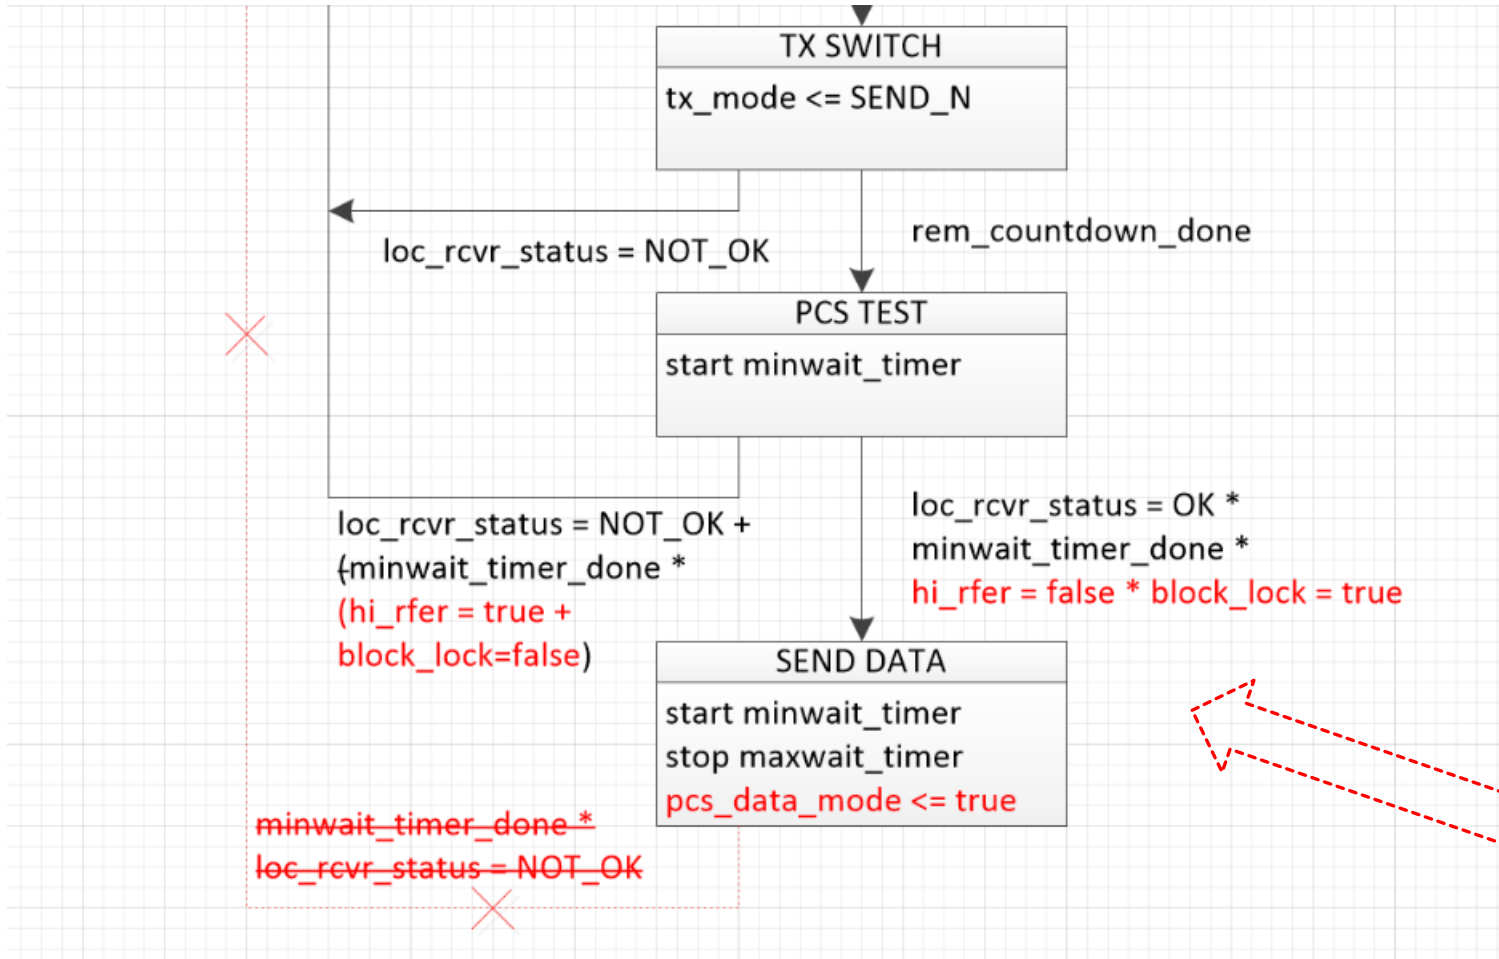 TX SWITCH
tx_mode <= SEND_N
rem_countdown_done
loc_rcvr_status = NOT_OK
PCS TEST
start minwait_timer
loc_rcvr_status = NOT_OK +
(minwait_timer_done *
(hi_rfer = true +
block_lock=false)
loc_rcvr_status = OK *
minwait_timer_done *
hi_rfer = false * block_lock = true
SEND DATA
start minwait_timer
stop maxwait_timer
pcs_data_mode <= true
minwait_timer_done *
loc_rcvr_status = NOT_OK